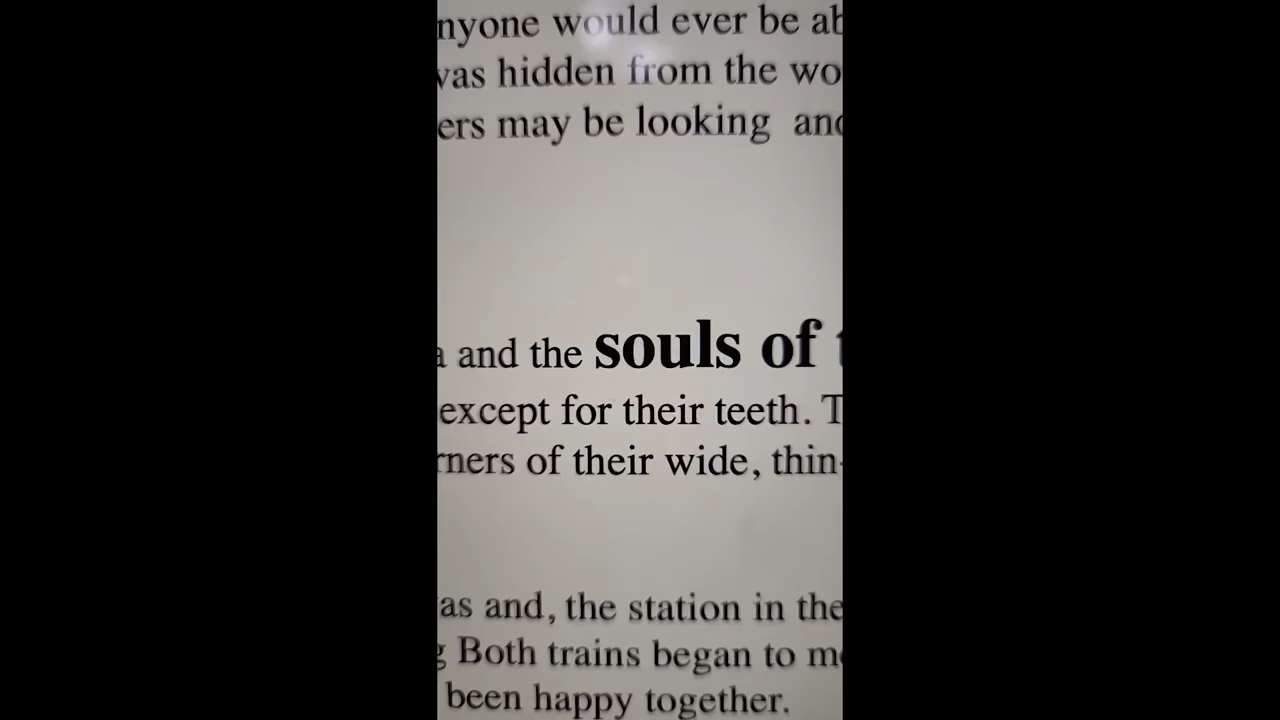 nyone would ever be ab
was hidden from the wo
ers may be looking and
a and the souls of t
except for their teeth. T
rners of their wide, thin-
as and, the station in the
g Both trains began to mo
been happy together.